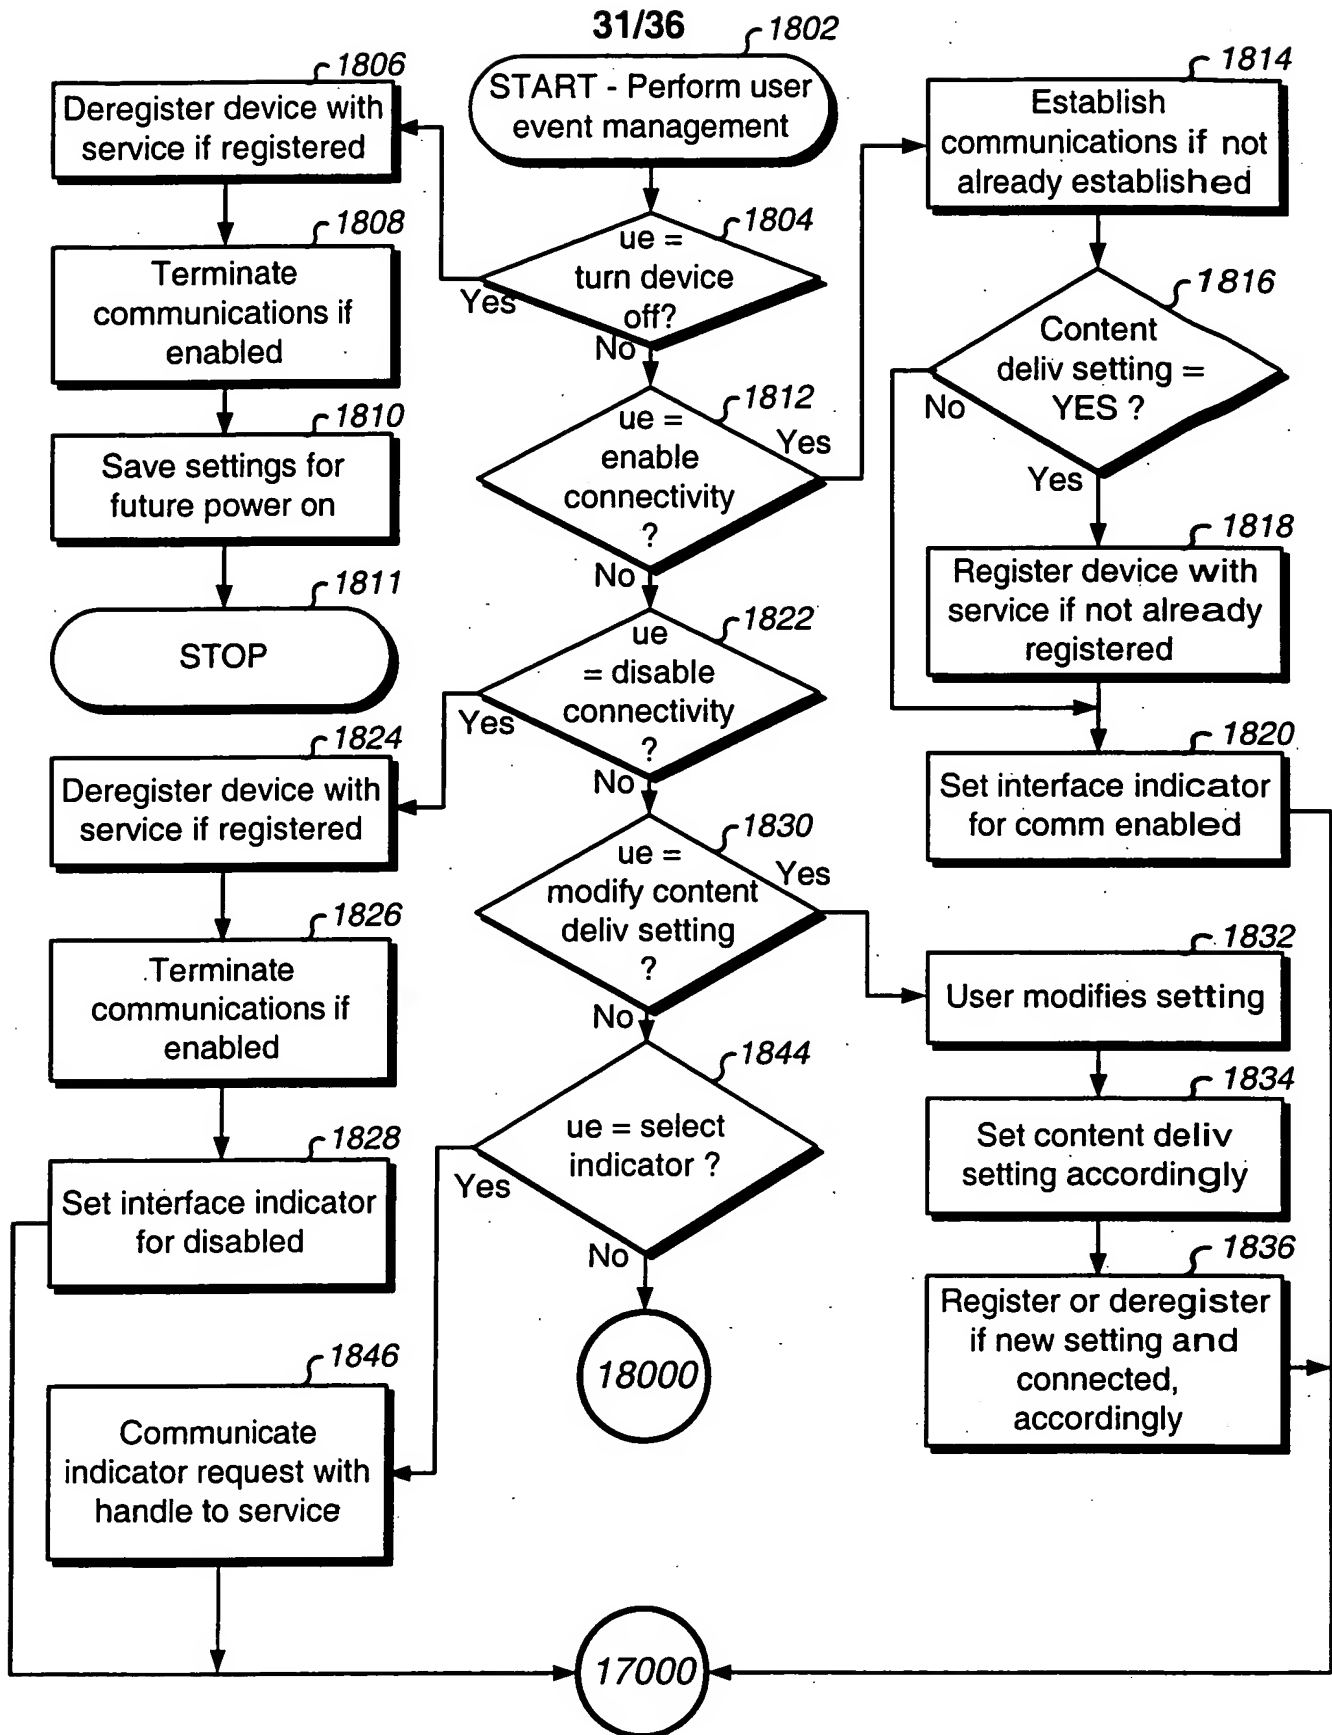 31/36
1802
START - Perform user
event management
1804
ue =
turn device
off?
Yes
No
1806
Deregister device with
service if registered
1808
Terminate
communications if
enabled
1810
Save settings for
future power on
1811
STOP
1812
ue =
enable
connectivity
?
Yes
No
1814
Establish
communications if not
already established
1816
Content
deliv setting =
YES ?
No
Yes
1818
Register device with
service if not already
registered
1820
Set interface indicator
for comm enabled
1822
ue
= disable
connectivity
?
Yes
No
1824
Deregister device with
service if registered
1826
Terminate
communications if
enabled
1828
Set interface indicator
for disabled
1830
ue =
modify content
deliv setting
?
Yes
No
1832
User modifies setting
1834
Set content deliv
setting accordingly
1836
Register or deregister
if new setting and
connected,
accordingly
1844
ue = select
indicator ?
Yes
No
1846
Communicate
indicator request with
handle to service
18000
17000